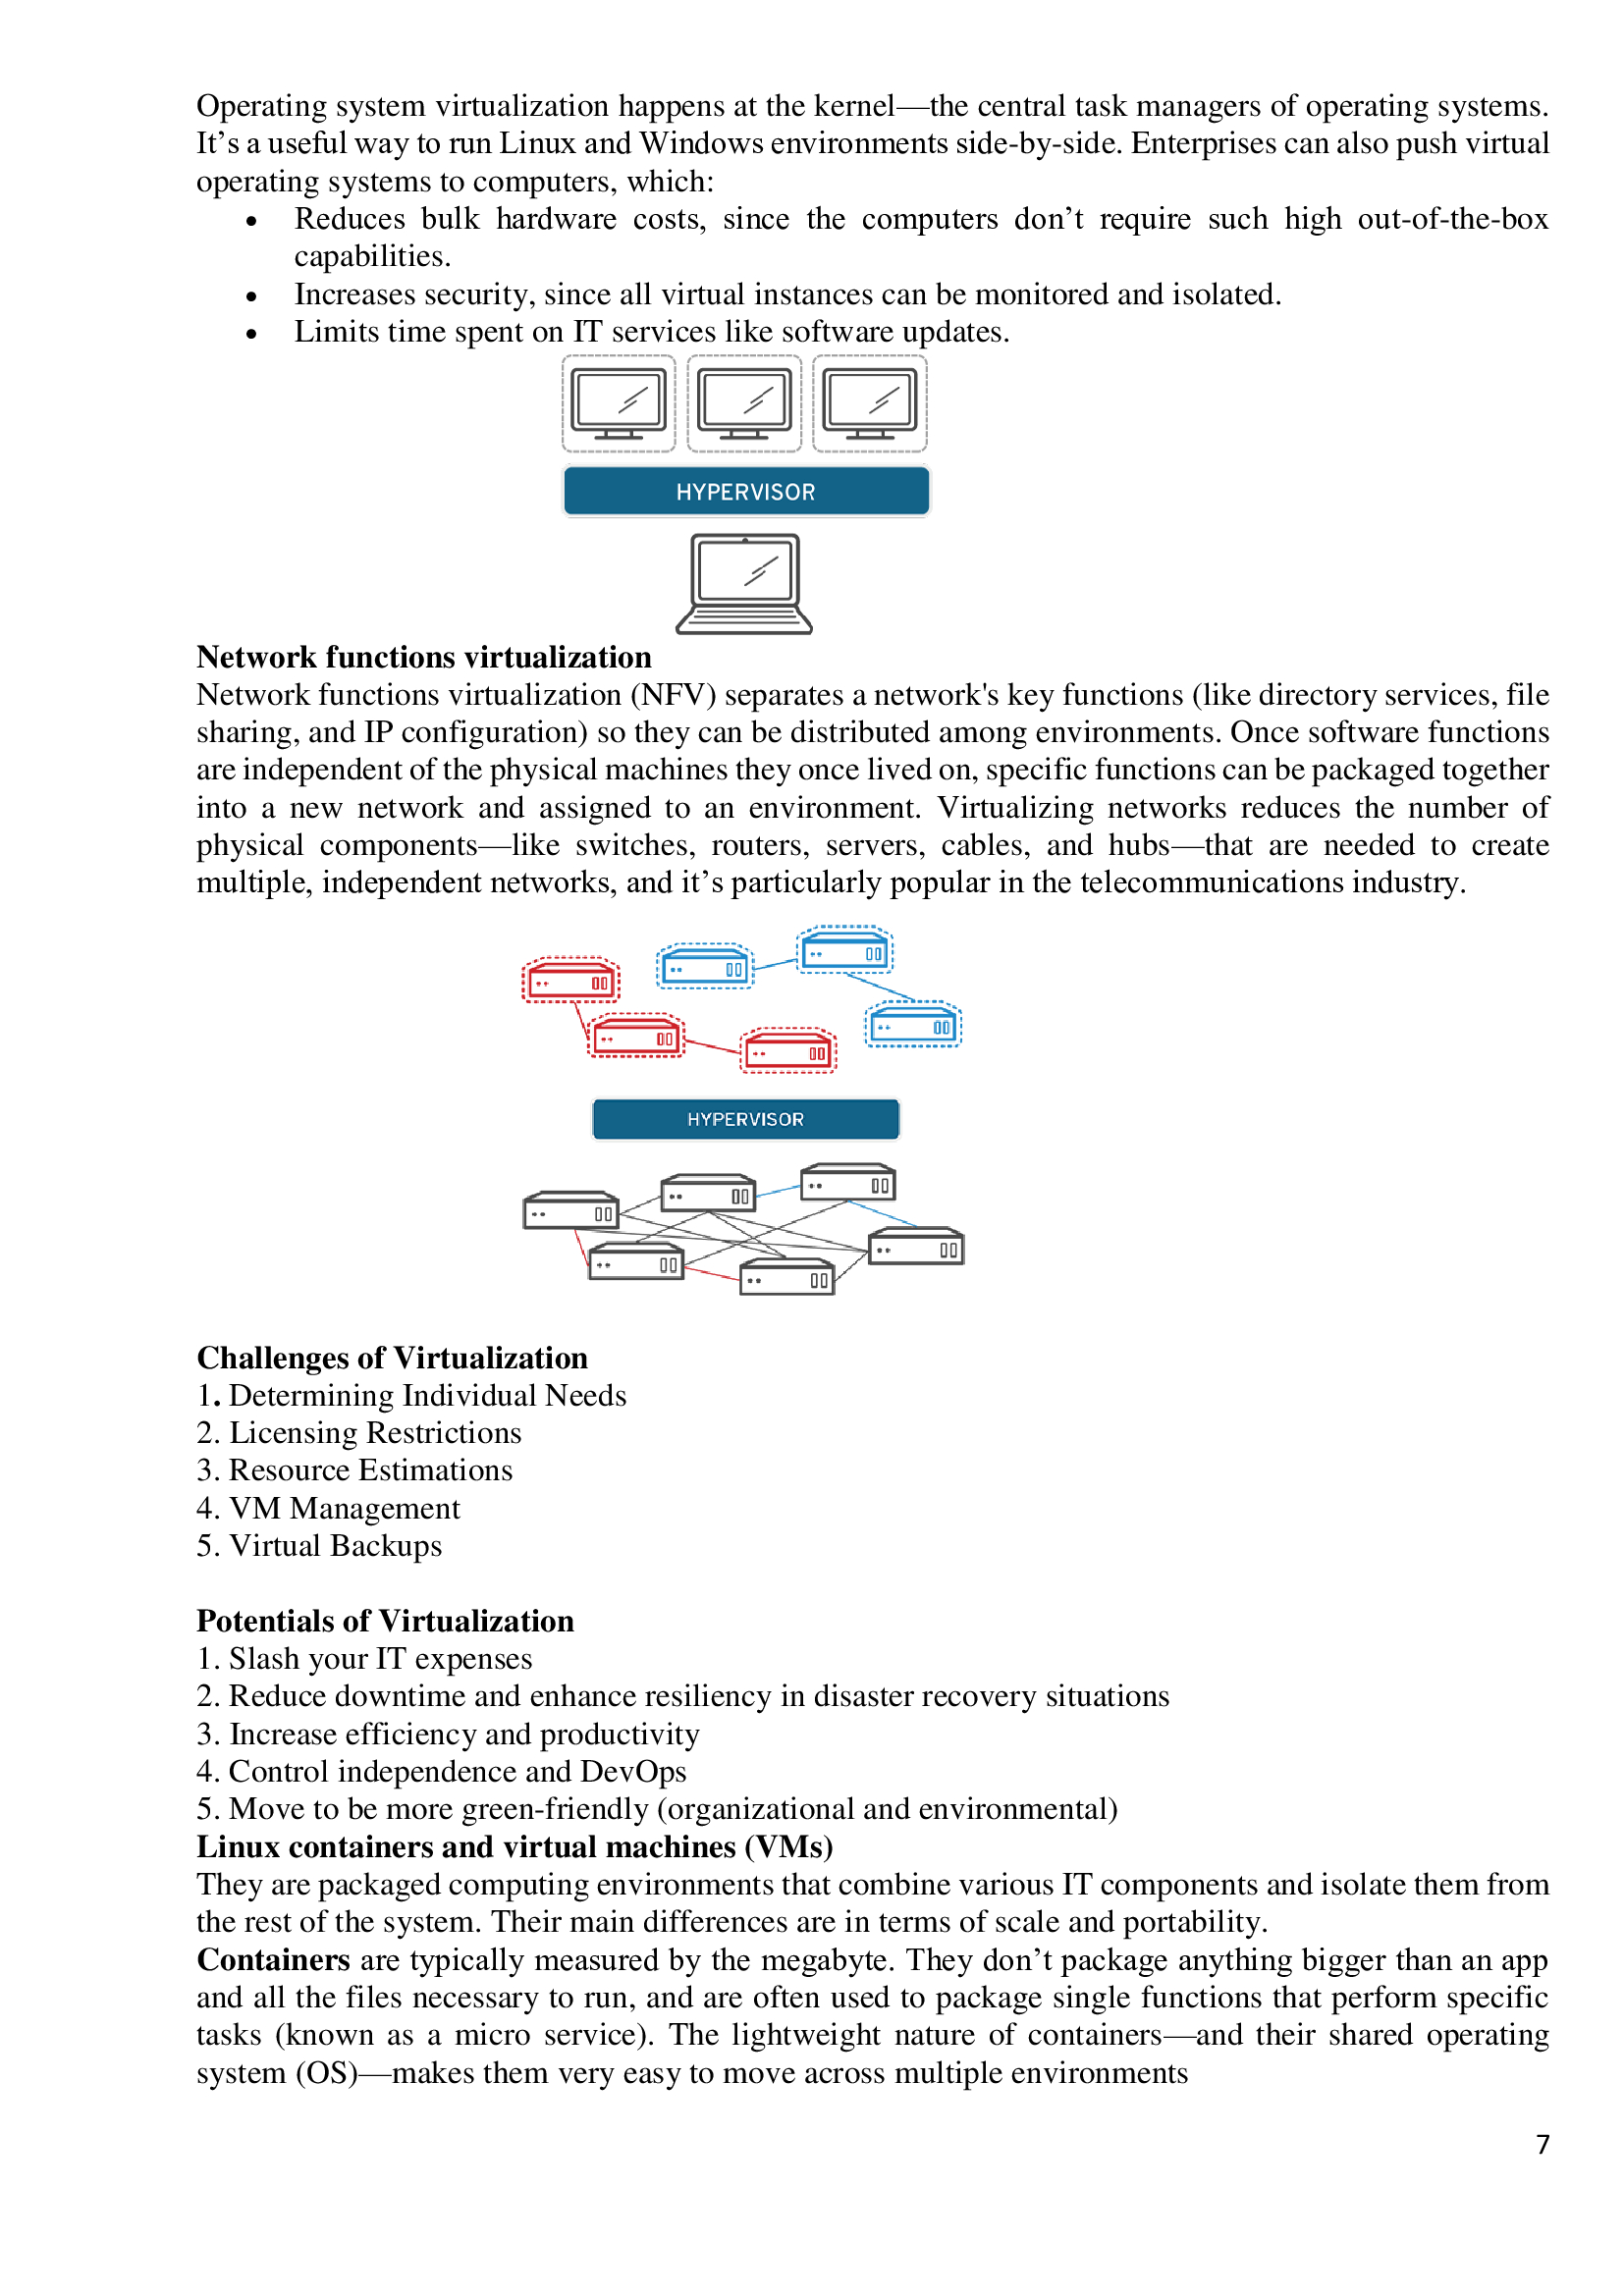 Operating system virtualization happens at the kernel—the central task managers of operating systems.
It’s a useful way to run Linux and Windows environments side-by-side. Enterprises can also push virtual
operating systems to computers, which:
• Reduces bulk hardware costs, since the computers don’t require such high out-of-the-box
capabilities.
• Increases security, since all virtual instances can be monitored and isolated.
• Limits time spent on IT services like software updates.
HYPERVISOR
Network functions virtualization
Network functions virtualization (NFV) separates a network's key functions (like directory services, file
sharing, and IP configuration) so they can be distributed among environments. Once software functions
are independent of the physical machines they once lived on, specific functions can be packaged together
into a new network and assigned to an environment. Virtualizing networks reduces the number of
physical components—like switches, routers, servers, cables, and hubs—that are needed to create
multiple, independent networks, and it’s particularly popular in the telecommunications industry.
HYPERVISOR
Challenges of Virtualization
1. Determining Individual Needs
2. Licensing Restrictions
3. Resource Estimations
4. VM Management
5. Virtual Backups
Potentials of Virtualization
1. Slash your IT expenses
2. Reduce downtime and enhance resiliency in disaster recovery situations
3. Increase efficiency and productivity
4. Control independence and DevOps
5. Move to be more green-friendly (organizational and environmental)
Linux containers and virtual machines (VMs)
They are packaged computing environments that combine various IT components and isolate them from
the rest of the system. Their main differences are in terms of scale and portability.
Containers are typically measured by the megabyte. They don’t package anything bigger than an app
and all the files necessary to run, and are often used to package single functions that perform specific
tasks (known as a micro service). The lightweight nature of containers—and their shared operating
system (OS)—makes them very easy to move across multiple environments
7